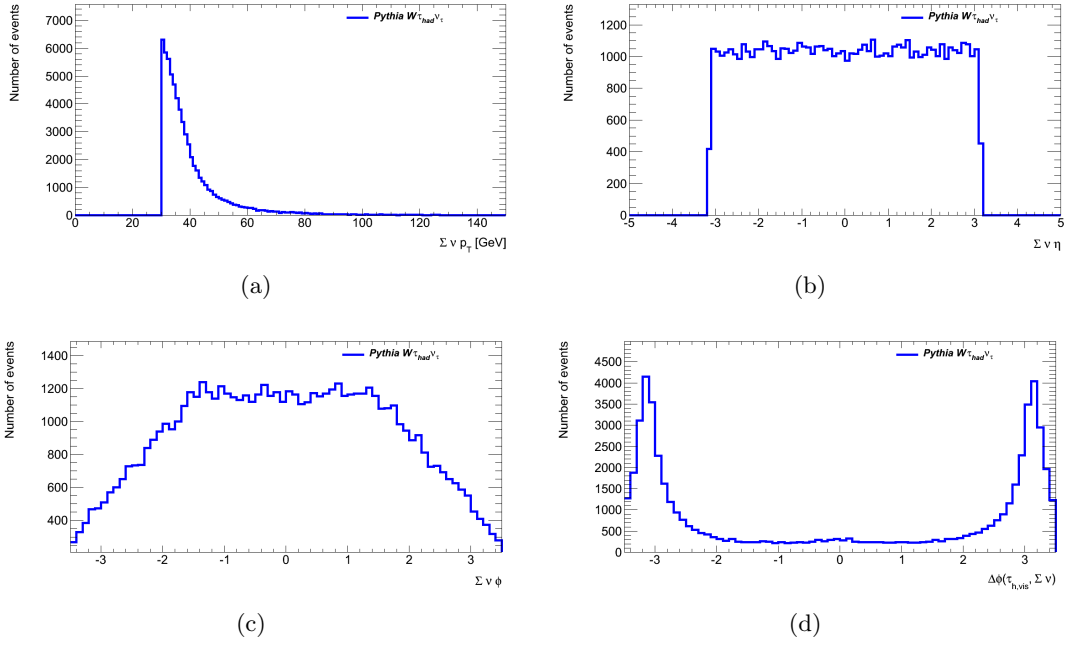 Number of events
7000
6000
5000
4000
3000
2000
1000
0
0 20 40 60 80 100 120 140
Pythia Wτhadντ
Σ ν pT [GeV]
(a)
Number of events
1200
1000
800
600
400
200
0
-5 -4 -3 -2 -1 0 1 2 3 4 5
Pythia Wτhadντ
Σ ν η
(b)
Number of events
1400
1200
1000
800
600
400
-3 -2 -1 0 1 2 3
Pythia Wτhadντ
Σ ν ϕ
(c)
Number of events
4500
4000
3500
3000
2500
2000
1500
1000
500
0
-3 -2 -1 0 1 2 3
Pythia Wτhadντ
Δϕ(τh,vis, Σ ν)
(d)